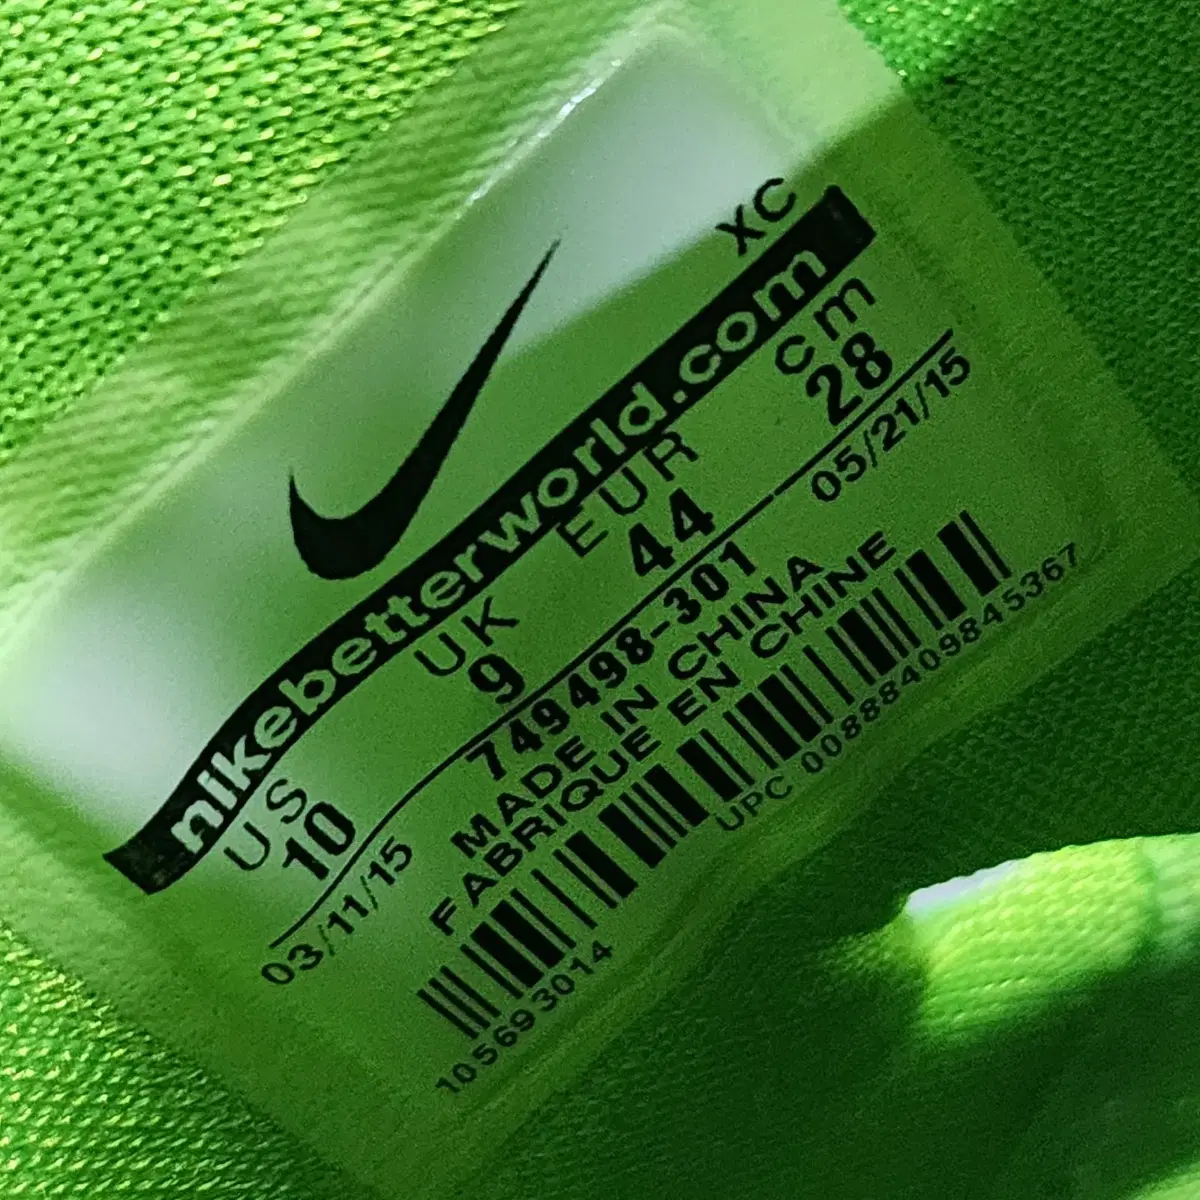 XC
nikebetterworld.com
US UK EUR cm
10 9 44 28
03/11/15 749498-301 05/21/15
MADE IN CHINA
FABRIQUE EN CHINE
105693014 UPC 00888409845367